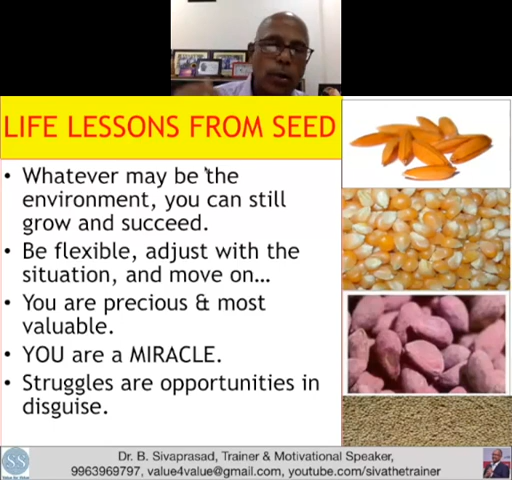 LIFE LESSONS FROM SEED
• Whatever may be the
environment, you can still
grow and succeed.
• Be flexible, adjust with the
situation, and move on...
• You are precious & most
valuable.
• YOU are a MIRACLE.
• Struggles are opportunities in
disguise.
SS
Dr. B. Sivaprasad, Trainer & Motivational Speaker,
9963969797, value4value@gmail.com, youtube.com/sivathetrainer